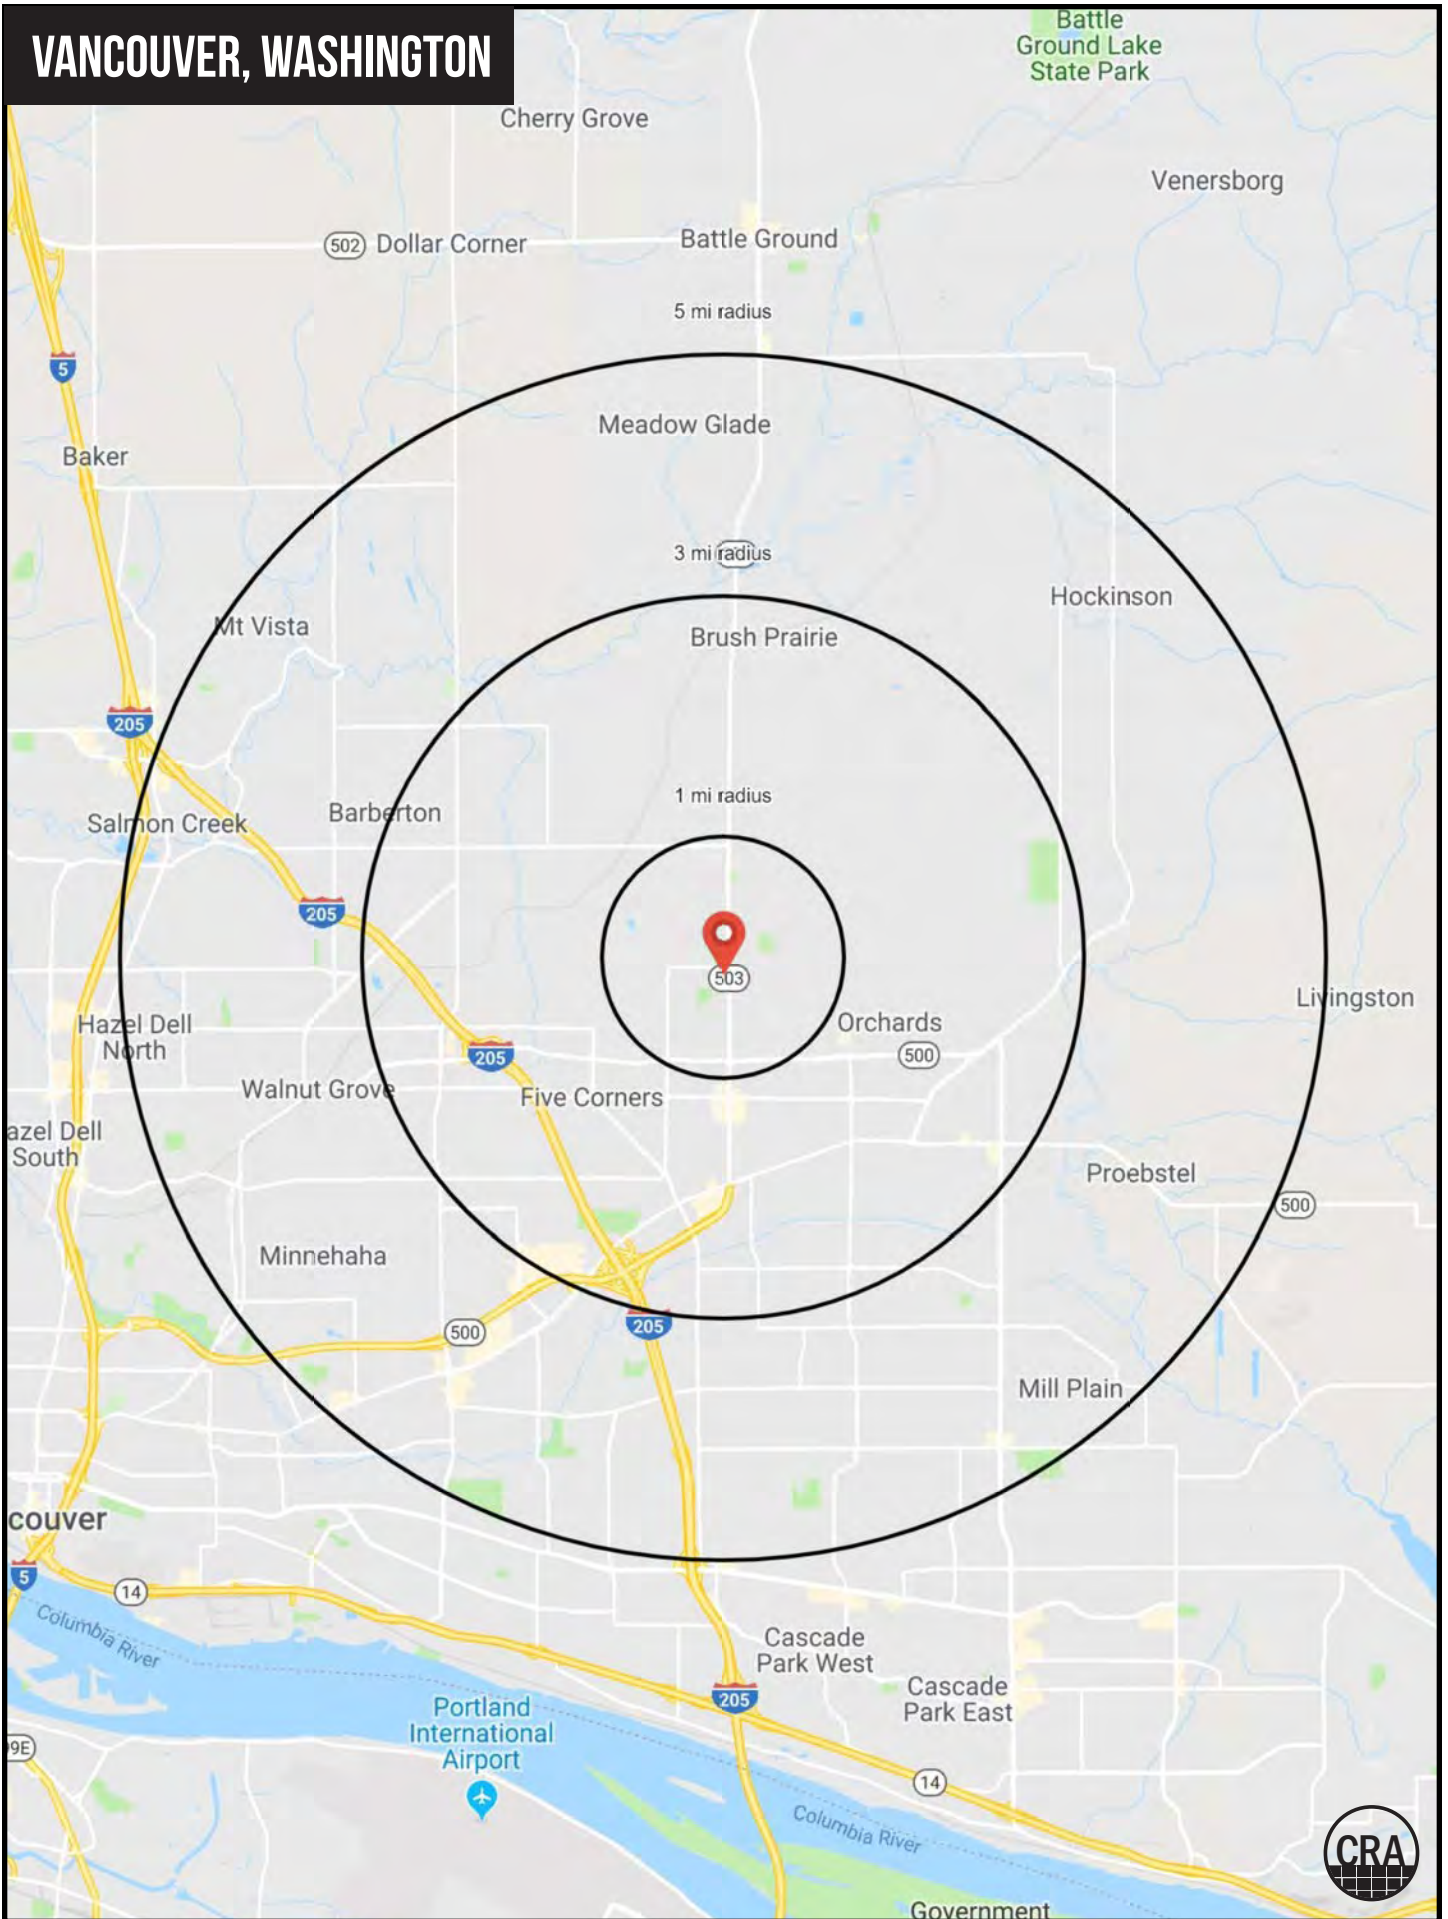 VANCOUVER, WASHINGTON
Battle
Ground Lake
State Park
Cherry Grove
Venersborg
502
Dollar Corner
Battle Ground
5 mi radius
5
Meadow Glade
Baker
3 mi radius
Hockinson
Mt Vista
Brush Prairie
205
1 mi radius
Barberton
Salmon Creek
205
503
Livingston
Hazel Dell
North
Orchards
205
500
Walnut Grove
Five Corners
azel Dell
South
Proebstel
500
Minnehaha
500
205
Mill Plain
couver
5
14
Columbia River
Cascade
Park West
Cascade
Park East
205
Portland
International
Airport
99E
14
Columbia River
CRA
Government